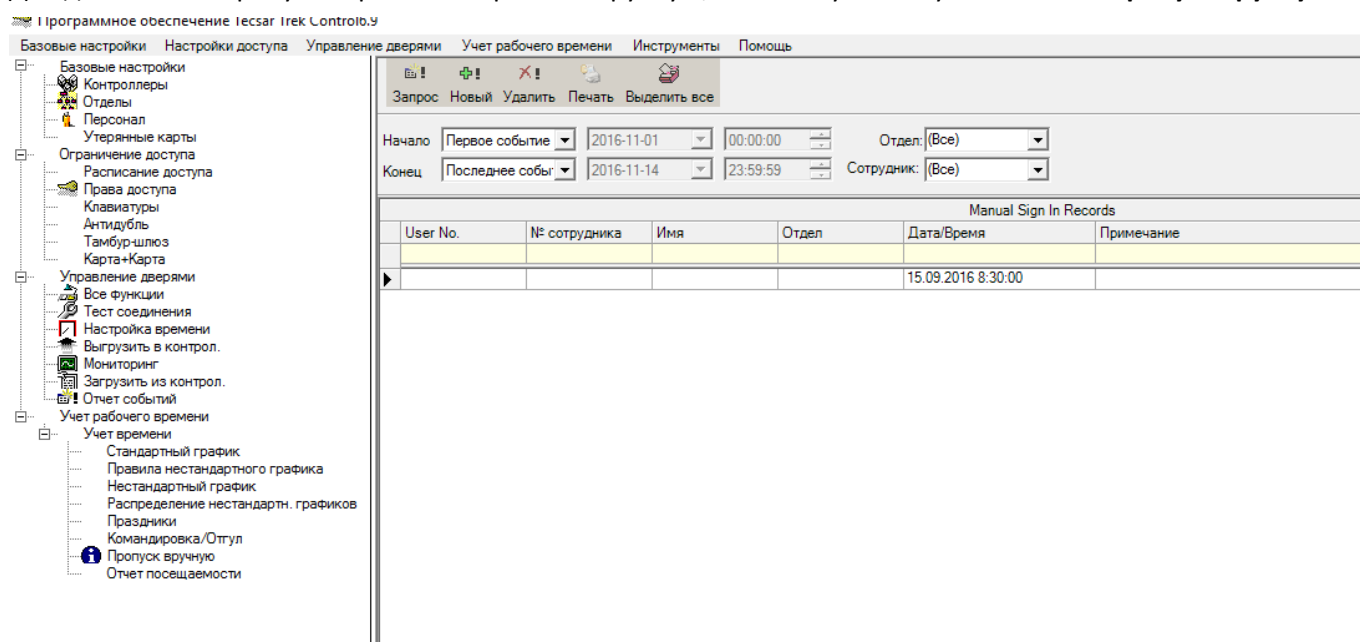 Программное обеспечение Tecsar Trek Control6.9
Базовые настройки Настройки доступа Управление дверями Учет рабочего времени Инструменты Помощь
Базовые настройки
Контроллеры
Отделы
Персонал
Утерянные карты
Ограничение доступа
Расписание доступа
Права доступа
Клавиатуры
Антидубль
Тамбур-шлюз
Карта+Карта
Управление дверями
Все функции
Тест соединения
Настройка времени
Выгрузить в контрол.
Мониторинг
Загрузить из контрол.
Отчет событий
Учет рабочего времени
Учет времени
Стандартный график
Правила нестандартного графика
Нестандартный график
Распределение нестандартн. графиков
Праздники
Командировка/Отгул
Пропуск вручную
Отчет посещаемости
Запрос Новый Удалить Печать Выделить все
Начало Первое событие 2016-11-01 00:00:00 Отдел: (Все)
Конец Последнее собы 2016-11-14 23:59:59 Сотрудник: (Все)
Manual Sign In Records
User No. № сотрудника Имя Отдел Дата/Время Примечание
15.09.2016 8:30:00